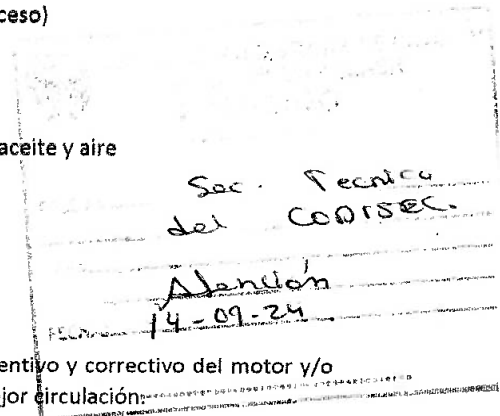 ceso)
aceite y aire
Sec. Tecnica
del CODISEC.
Atención
14-09-24
entivo y correctivo del motor y/o
jor circulación.